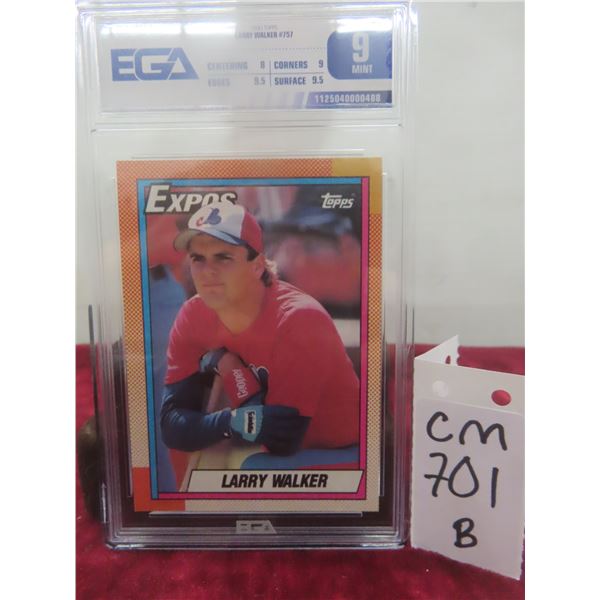 LARRY WALKER #757
EGA
CENTERING 8 CORNERS 9
EDGES 9.5 SURFACE 9.5
9
MINT
1125040000488
EXPOS
topps
Cooper
LARRY WALKER
EGA
CM
701
B